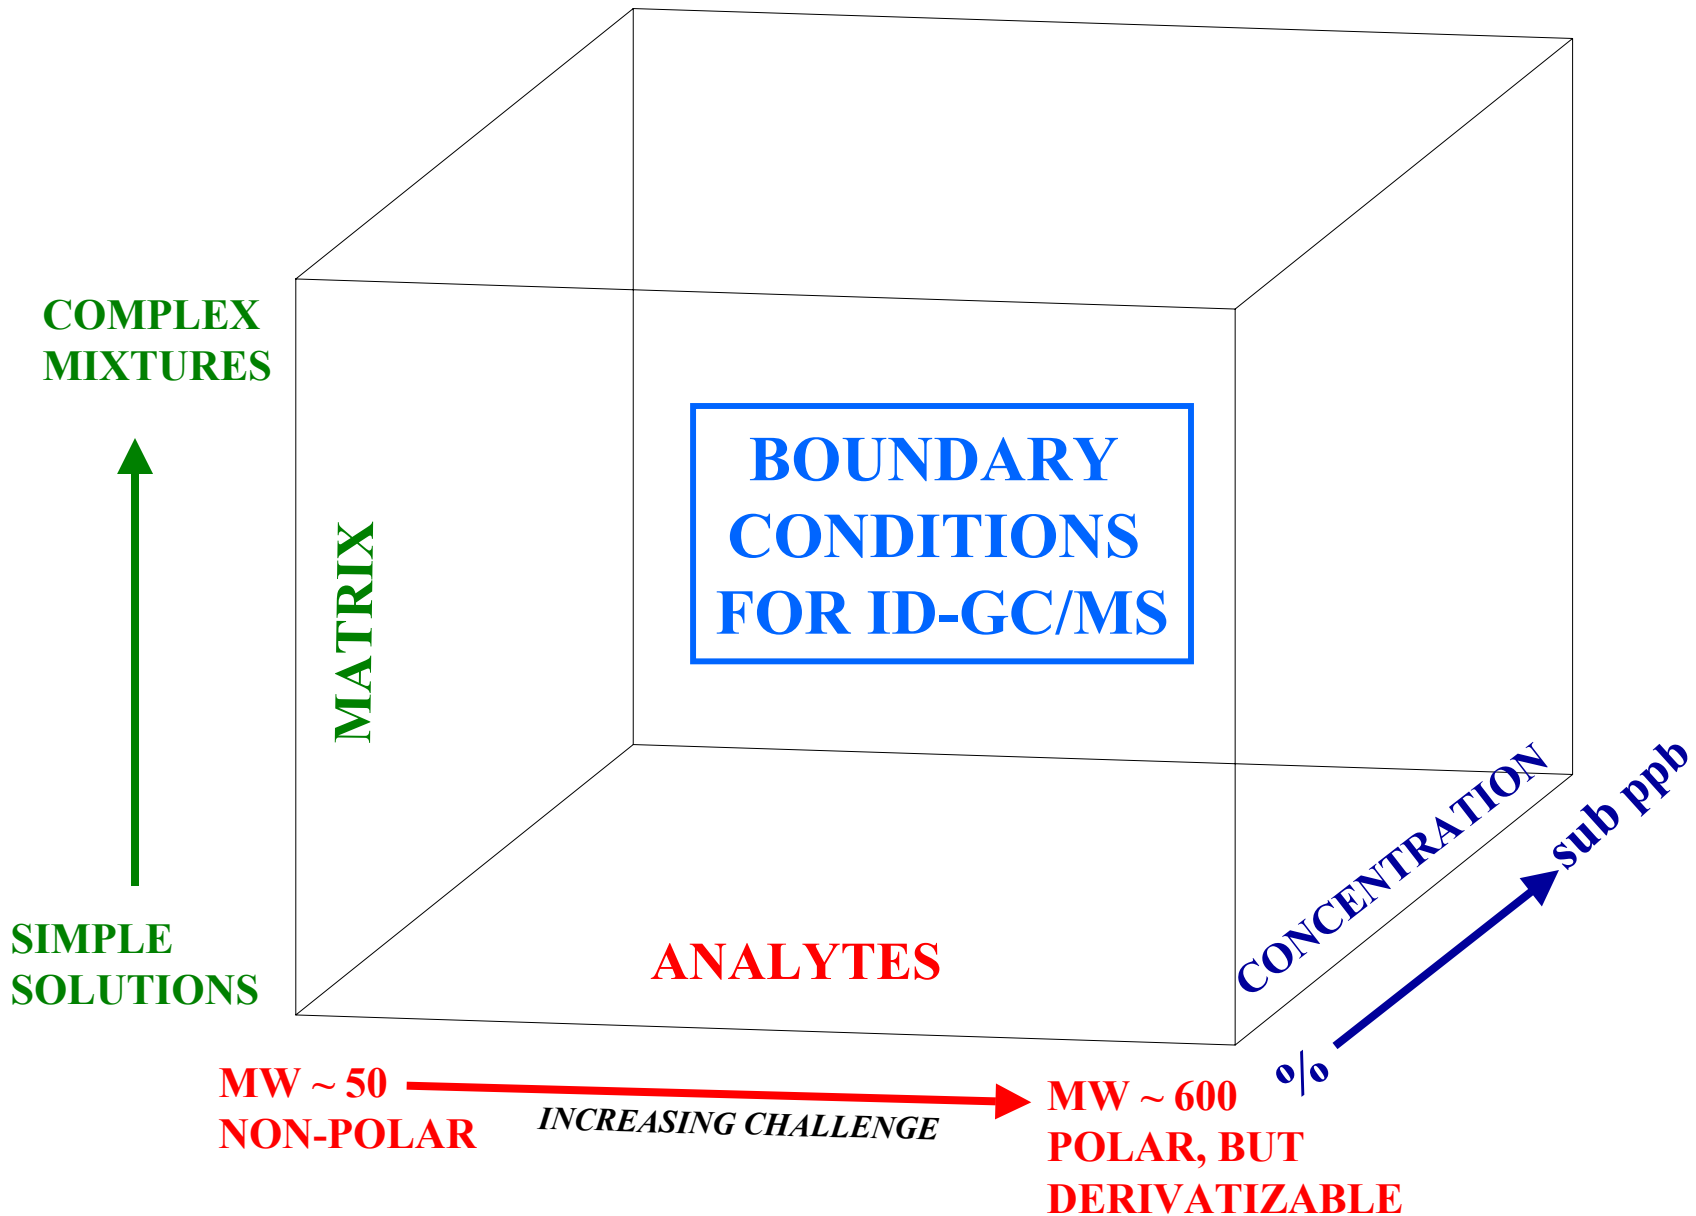 COMPLEX
MIXTURES
BOUNDARY
CONDITIONS
FOR ID-GC/MS
MATRIX
SIMPLE
SOLUTIONS
ANALYTES
CONCENTRATION
sub ppb
%
MW ~ 50
NON-POLAR
INCREASING CHALLENGE
MW ~ 600
POLAR, BUT
DERIVATIZABLE